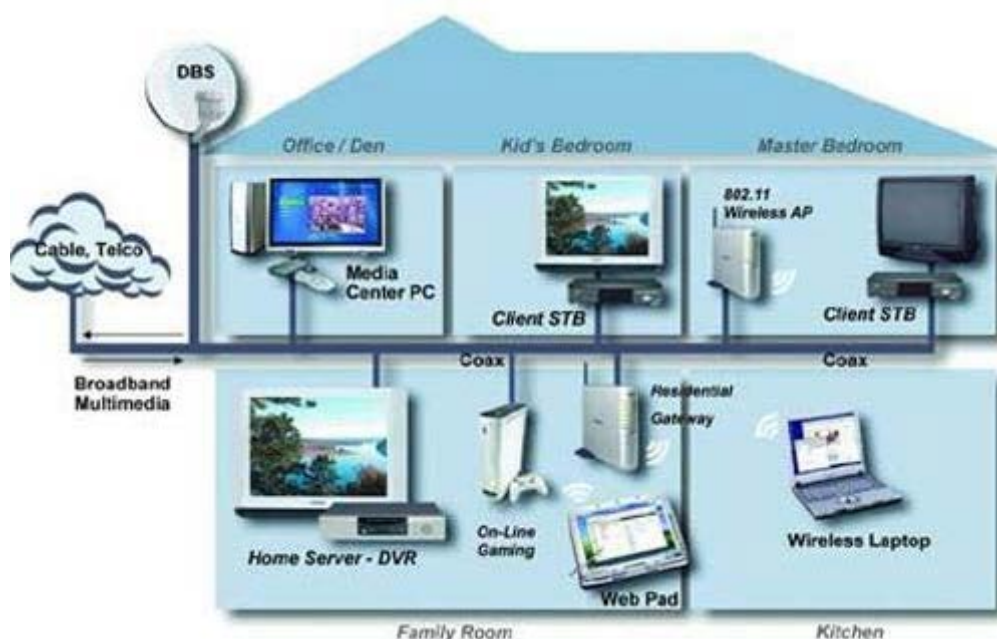 DBS
Office / Den
Kid's Bedroom
Master Bedroom
802.11
Wireless AP
Cable, Telco
Media
Center PC
Client STB
Client STB
Coax
Coax
Broadband
Multimedia
Residential
Gateway
On-Line
Gaming
Home Server - DVR
Wireless Laptop
Web Pad
Family Room
Kitchen